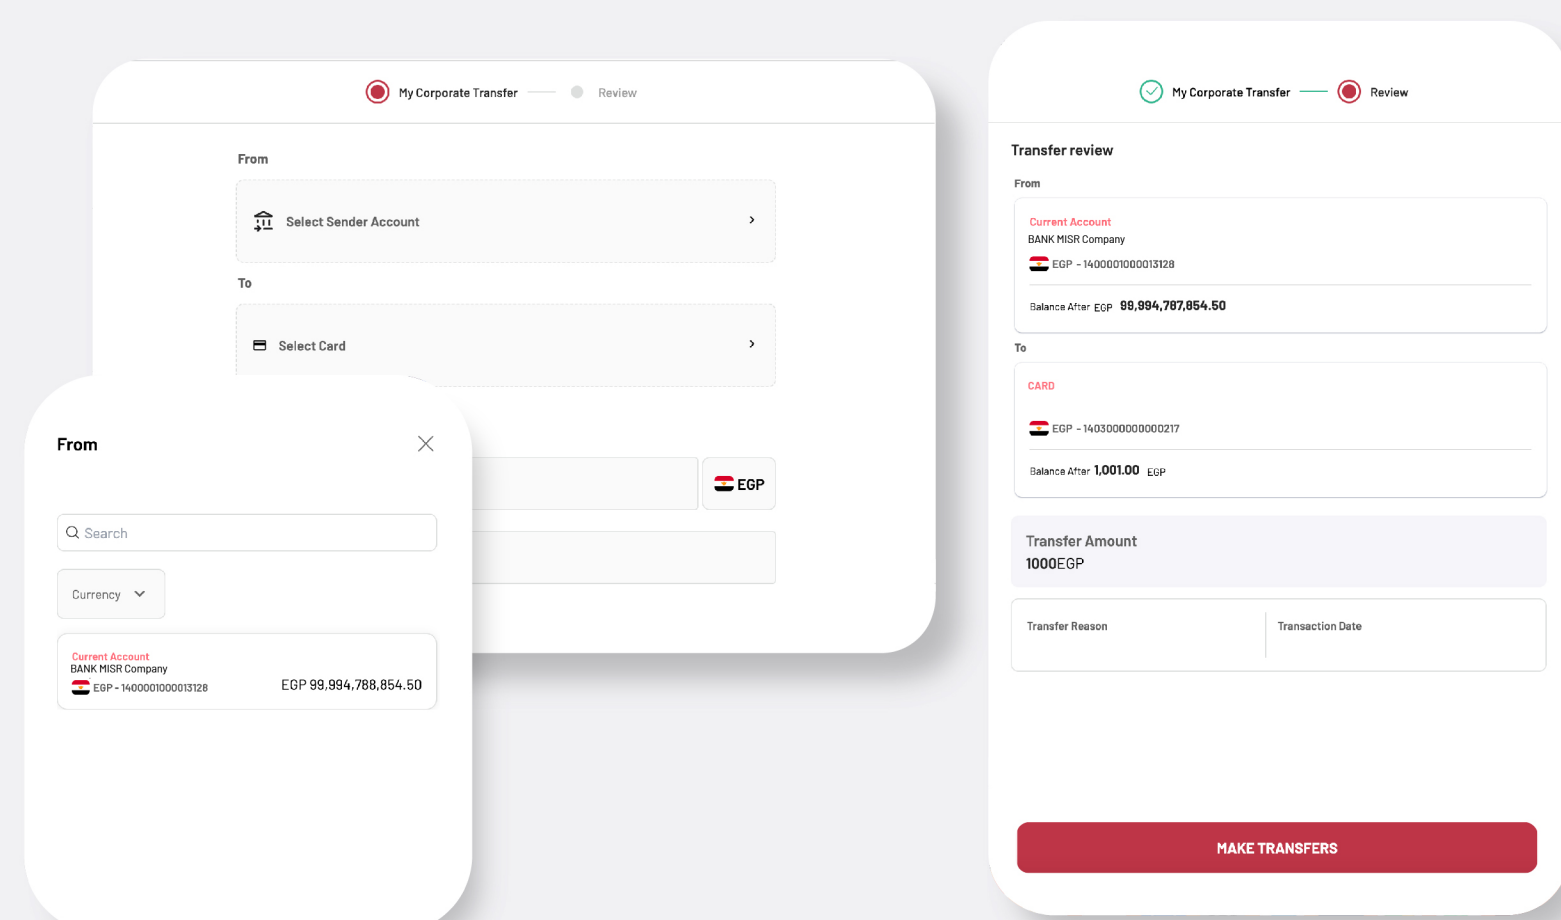 My Corporate Transfer
Review
From
Select Sender Account
To
Select Card
EGP
From
Search
Currency
Current Account
BANK MISR Company
EGP - 1400001000013128
EGP 99,994,788,854.50
My Corporate Transfer
Review
Transfer review
From
Current Account
BANK MISR Company
EGP - 1400001000013128
Balance After EGP 99,994,787,854.50
To
CARD
EGP - 1403000000000217
Balance After 1,001.00 EGP
Transfer Amount
1000EGP
Transfer Reason
Transaction Date
MAKE TRANSFERS